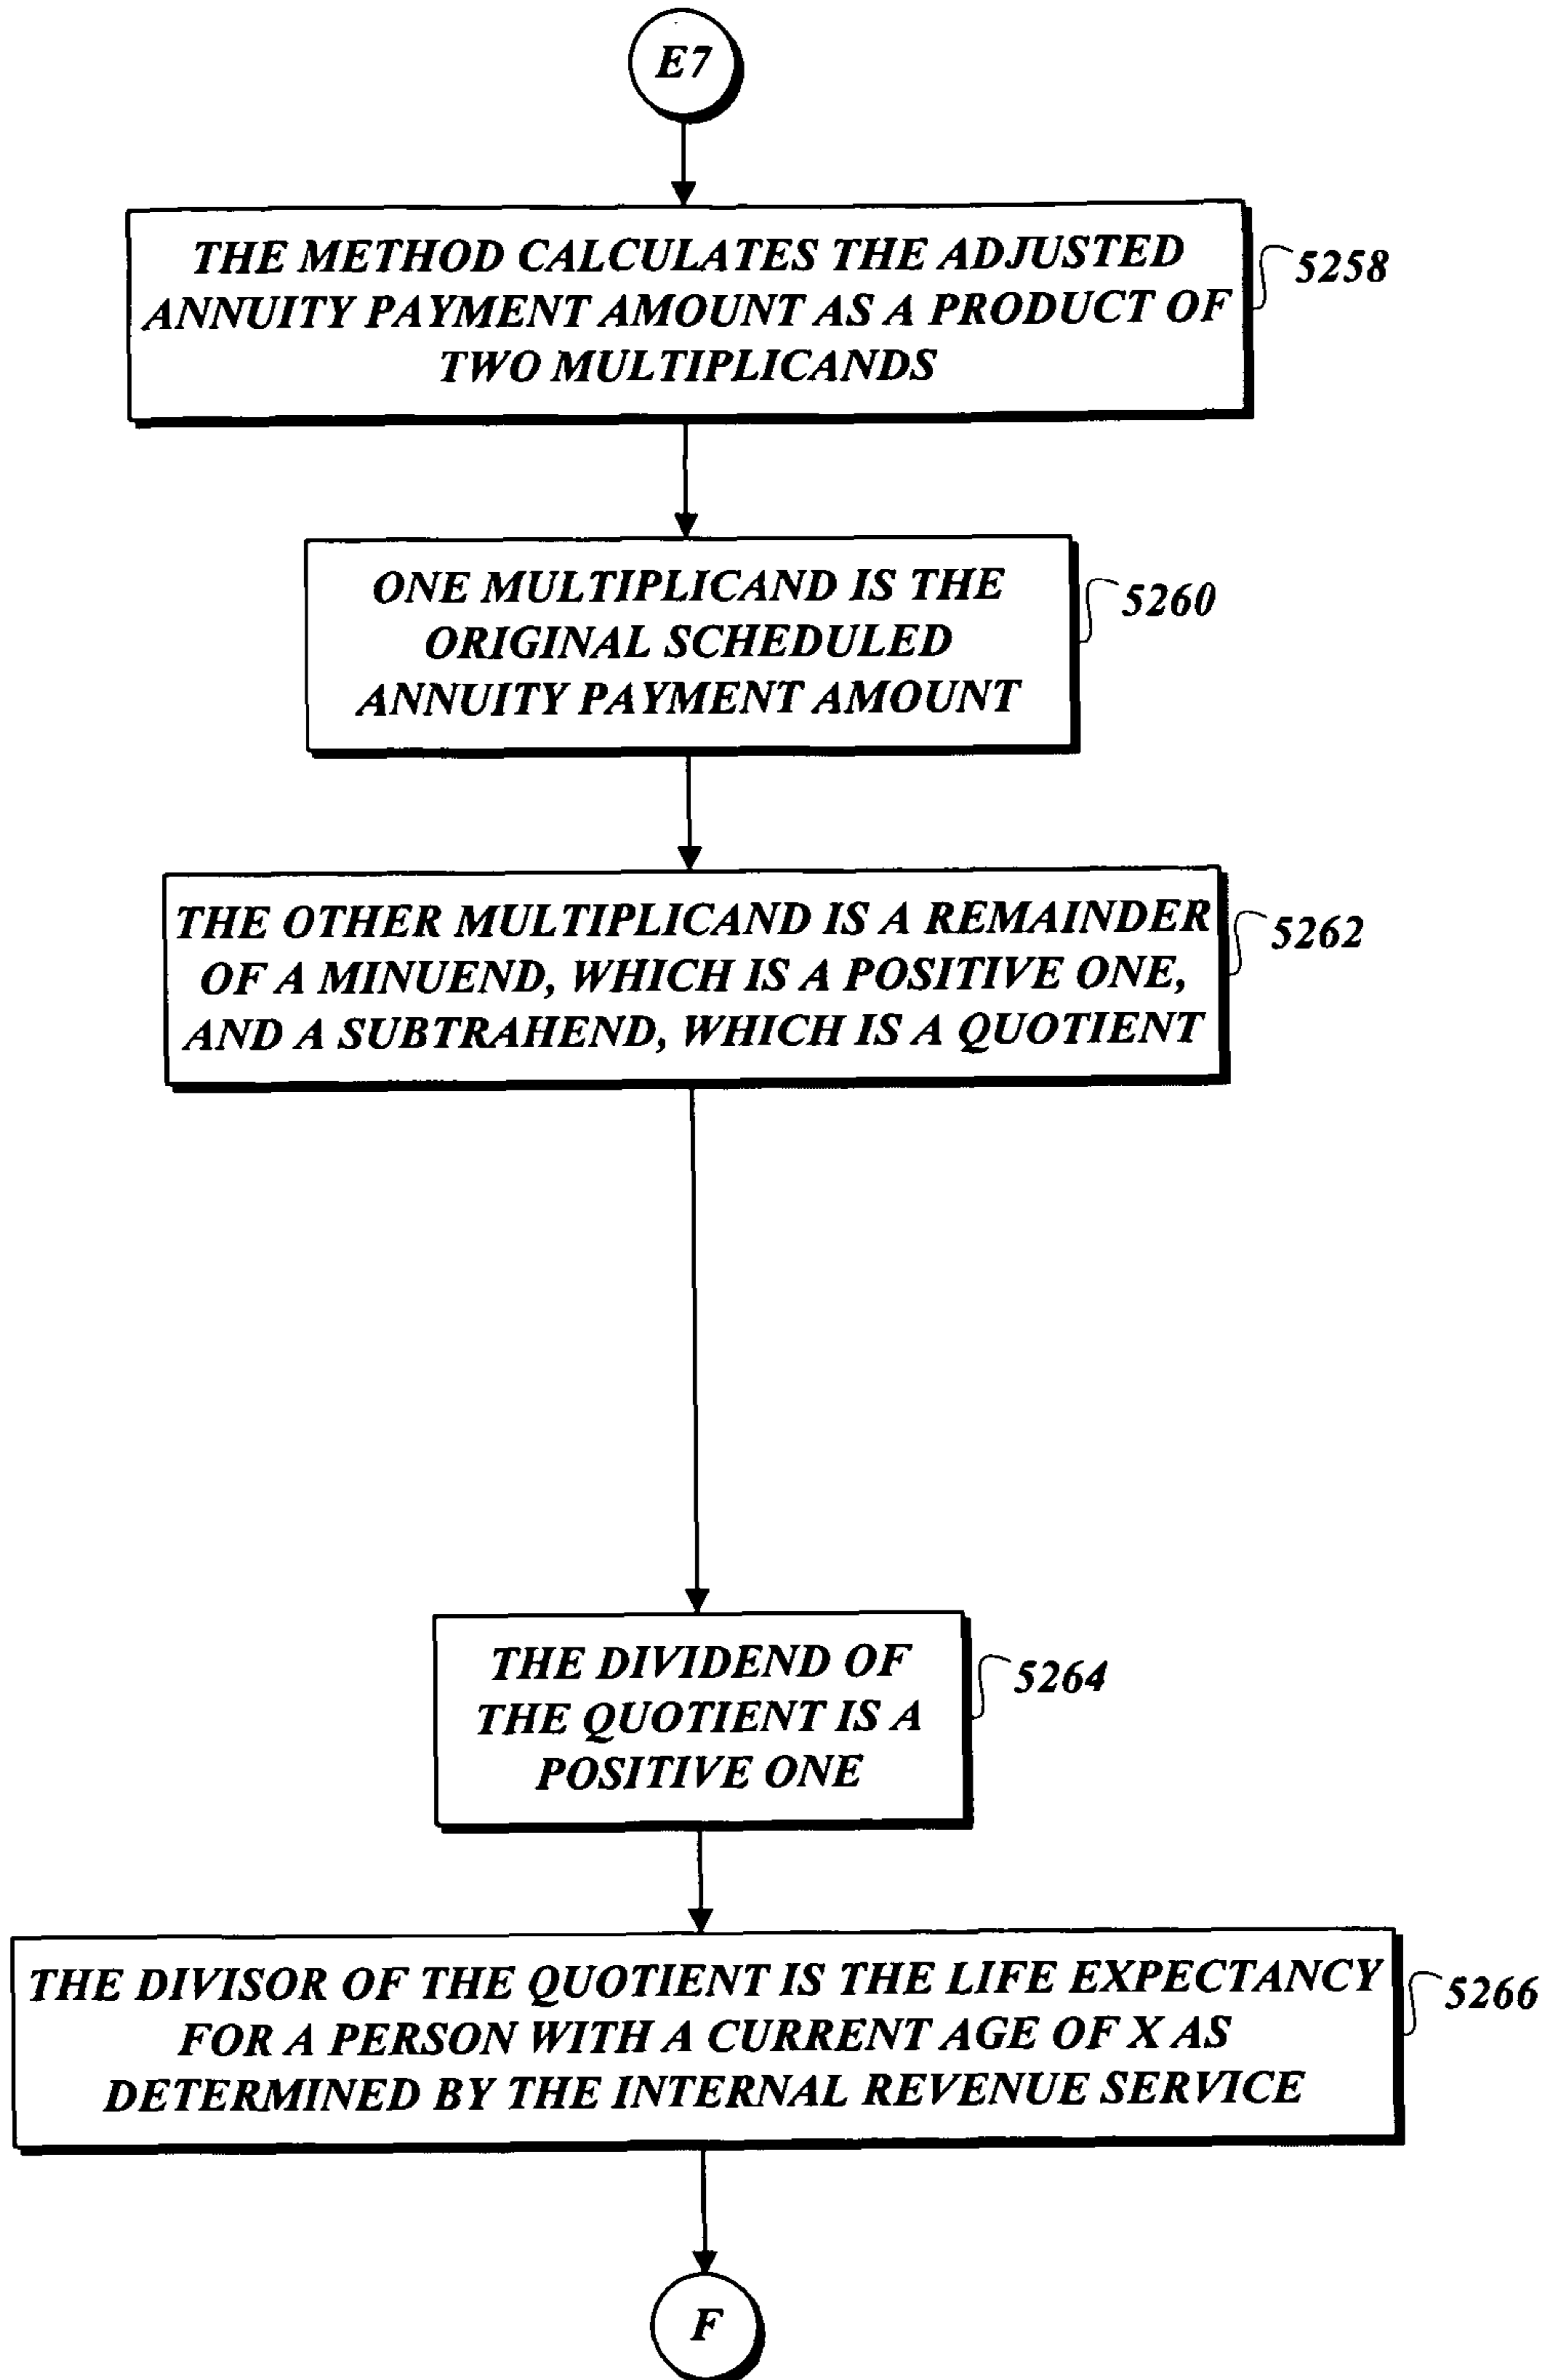 E7
THE METHOD CALCULATES THE ADJUSTED
ANNUITY PAYMENT AMOUNT AS A PRODUCT OF
TWO MULTIPLICANDS
5258
ONE MULTIPLICAND IS THE
ORIGINAL SCHEDULED
ANNUITY PAYMENT AMOUNT
5260
THE OTHER MULTIPLICAND IS A REMAINDER
OF A MINUEND, WHICH IS A POSITIVE ONE,
AND A SUBTRAHEND, WHICH IS A QUOTIENT
5262
THE DIVIDEND OF
THE QUOTIENT IS A
POSITIVE ONE
5264
THE DIVISOR OF THE QUOTIENT IS THE LIFE EXPECTANCY
FOR A PERSON WITH A CURRENT AGE OF X AS
DETERMINED BY THE INTERNAL REVENUE SERVICE
5266
F